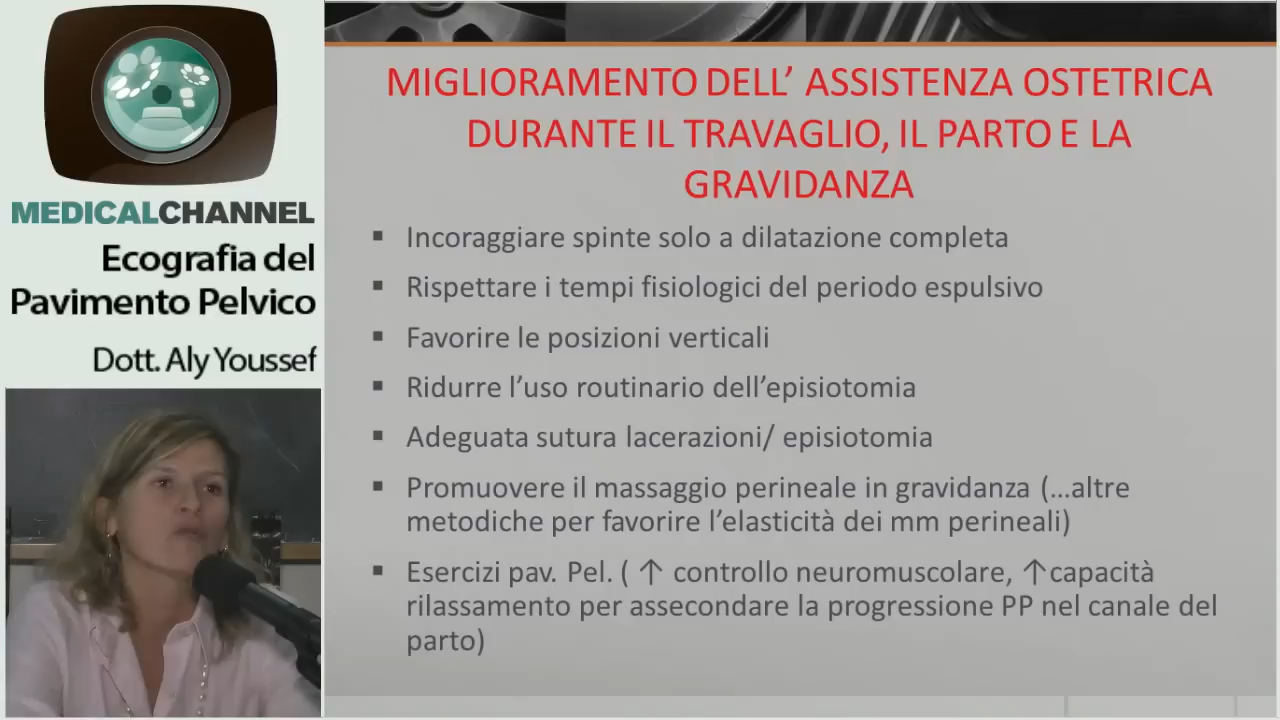 MEDICALCHANNEL
Ecografia del
Pavimento Pelvico
Dott. Aly Youssef
MIGLIORAMENTO DELL’ ASSISTENZA OSTETRICA
DURANTE IL TRAVAGLIO, IL PARTO E LA
GRAVIDANZA
▪ Incoraggiare spinte solo a dilatazione completa
▪ Rispettare i tempi fisiologici del periodo espulsivo
▪ Favorire le posizioni verticali
▪ Ridurre l’uso routinario dell’episiotomia
▪ Adeguata sutura lacerazioni/ episiotomia
▪ Promuovere il massaggio perineale in gravidanza (...altre
metodiche per favorire l’elasticità dei mm perineali)
▪ Esercizi pav. Pel. ( ↑ controllo neuromuscolare, ↑capacità
rilassamento per assecondare la progressione PP nel canale del
parto)